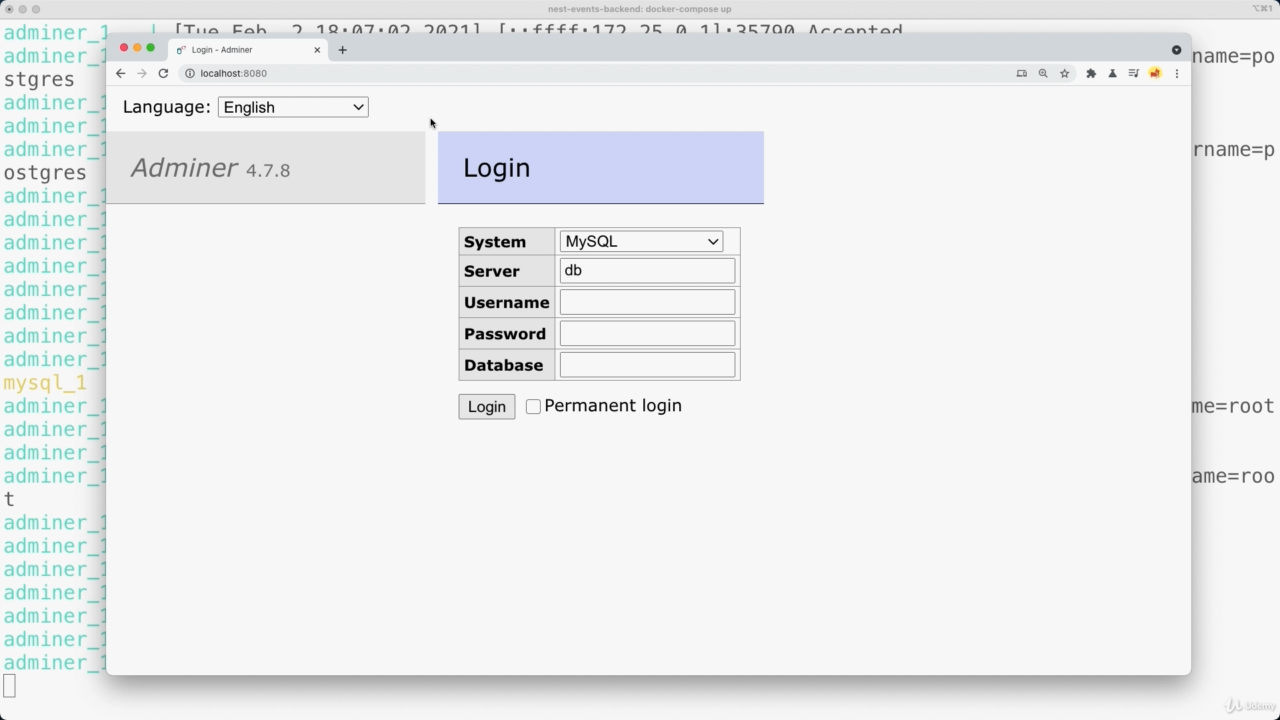 nest-events-backend: docker-compose up
⌥⌘1
adminer_1 | [Tue Feb 2 18:07:02 2021] [::ffff:172.25.0.1]:35790 Accepted
adminer_1 name=po
stgres
adminer_1
adminer_1
adminer_1 rname=p
ostgres
adminer_1
adminer_1
adminer_1
adminer_1
adminer_1
adminer_1
adminer_1
adminer_1
mysql_1
adminer_1 me=root
adminer_1
adminer_1
adminer_1 ame=roo
t
adminer_1
adminer_1
adminer_1
adminer_1
adminer_1
adminer_1
adminer_1
Login - Adminer
localhost:8080
Language: English
Adminer 4.7.8
Login
System MySQL
Server db
Username
Password
Database
Login Permanent login
Udemy